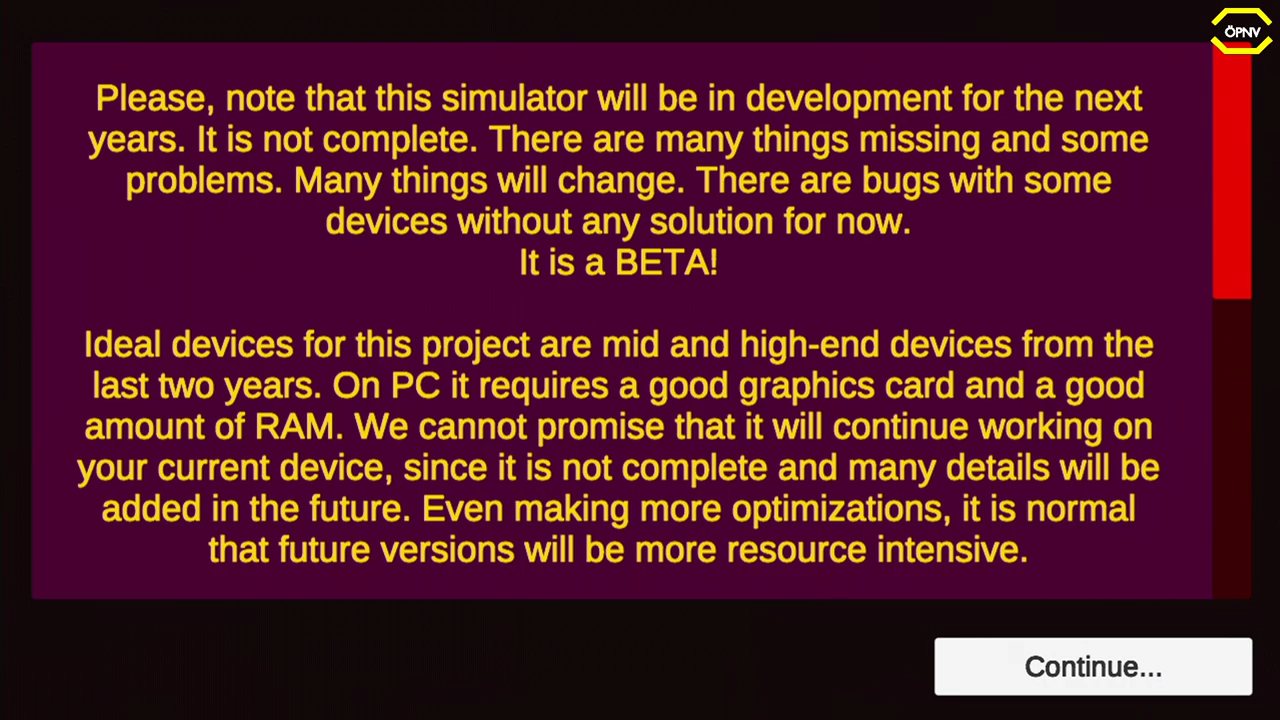 ÖPNV
Please, note that this simulator will be in development for the next
years. It is not complete. There are many things missing and some
problems. Many things will change. There are bugs with some
devices without any solution for now.
It is a BETA!
Ideal devices for this project are mid and high-end devices from the
last two years. On PC it requires a good graphics card and a good
amount of RAM. We cannot promise that it will continue working on
your current device, since it is not complete and many details will be
added in the future. Even making more optimizations, it is normal
that future versions will be more resource intensive.
Continue...